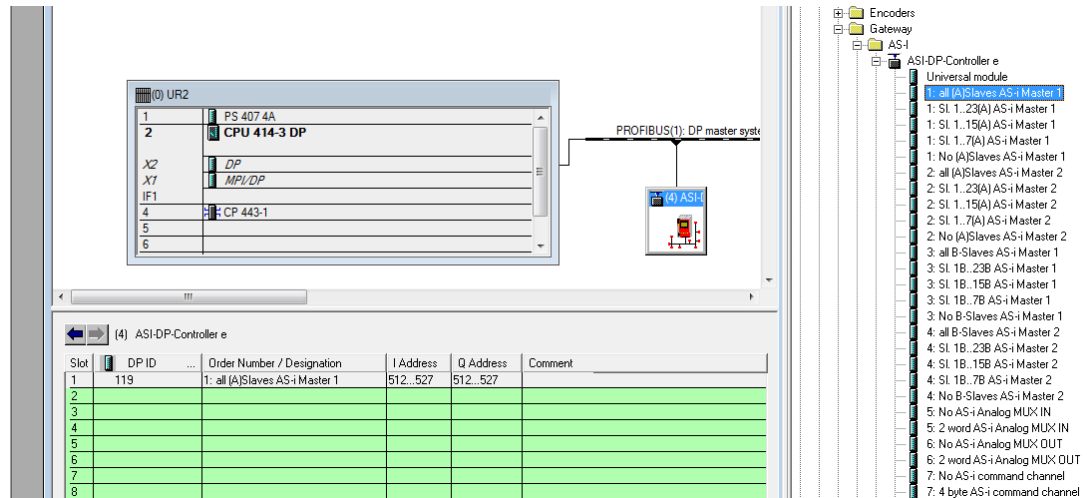 (0) UR2
1 PS 407 4A
2 CPU 414-3 DP
X2 DP
X1 MPI/DP
IF1
4 CP 443-1
5
6
PROFIBUS(1): DP master syste
(4) ASI-D
(4) ASI-DP-Controller e
Slot DP ID ... Order Number / Designation I Address Q Address Comment
1 119 1: all (A)Slaves AS-i Master 1 512...527 512...527
2
3
4
5
6
7
8
Encoders
Gateway
AS-I
ASI-DP-Controller e
Universal module
1: all (A)Slaves AS-i Master 1
1: Sl. 1..23(A) AS-i Master 1
1: Sl. 1..15(A) AS-i Master 1
1: Sl. 1..7(A) AS-i Master 1
1: No (A)Slaves AS-i Master 1
2: all (A)Slaves AS-i Master 2
2: Sl. 1..23(A) AS-i Master 2
2: Sl. 1..15(A) AS-i Master 2
2: Sl. 1..7(A) AS-i Master 2
2: No (A)Slaves AS-i Master 2
3: all B-Slaves AS-i Master 1
3: Sl. 1B..23B AS-i Master 1
3: Sl. 1B..15B AS-i Master 1
3: Sl. 1B..7B AS-i Master 1
3: No B-Slaves AS-i Master 1
4: all B-Slaves AS-i Master 2
4: Sl. 1B..23B AS-i Master 2
4: Sl. 1B..15B AS-i Master 2
4: Sl. 1B..7B AS-i Master 2
4: No B-Slaves AS-i Master 2
5: No AS-i Analog MUX IN
5: 2 word AS-i Analog MUX IN
6: No AS-i Analog MUX OUT
6: 2 word AS-i Analog MUX OUT
7: No AS-i command channel
7: 4 byte AS-i command channel